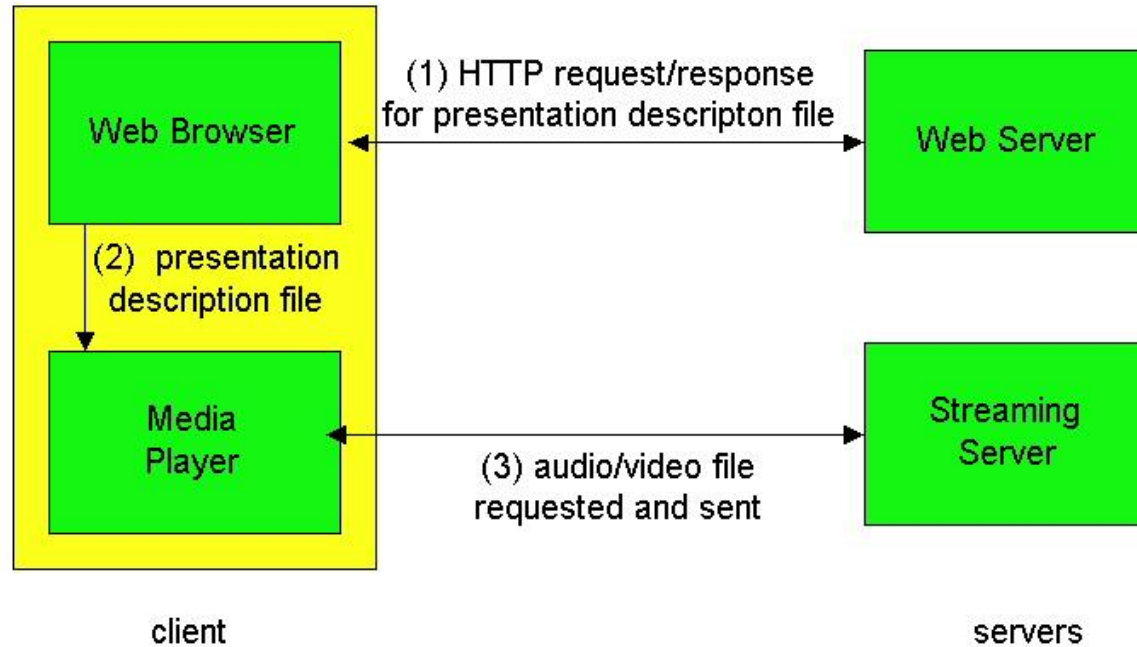 Web Browser
(1) HTTP request/response
for presentation descripton file
Web Server
(2) presentation
description file
Media
Player
(3) audio/video file
requested and sent
Streaming
Server
client
servers